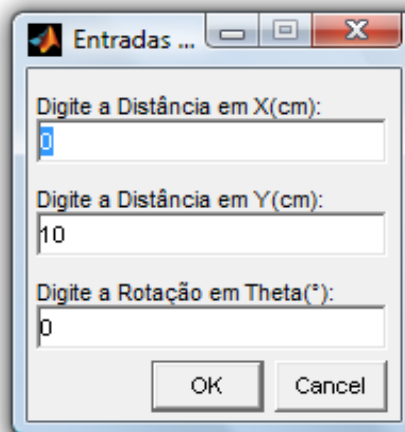 Entradas ...
Digite a Distância em X(cm):
0
Digite a Distância em Y(cm):
10
Digite a Rotação em Theta(°):
0
OK Cancel